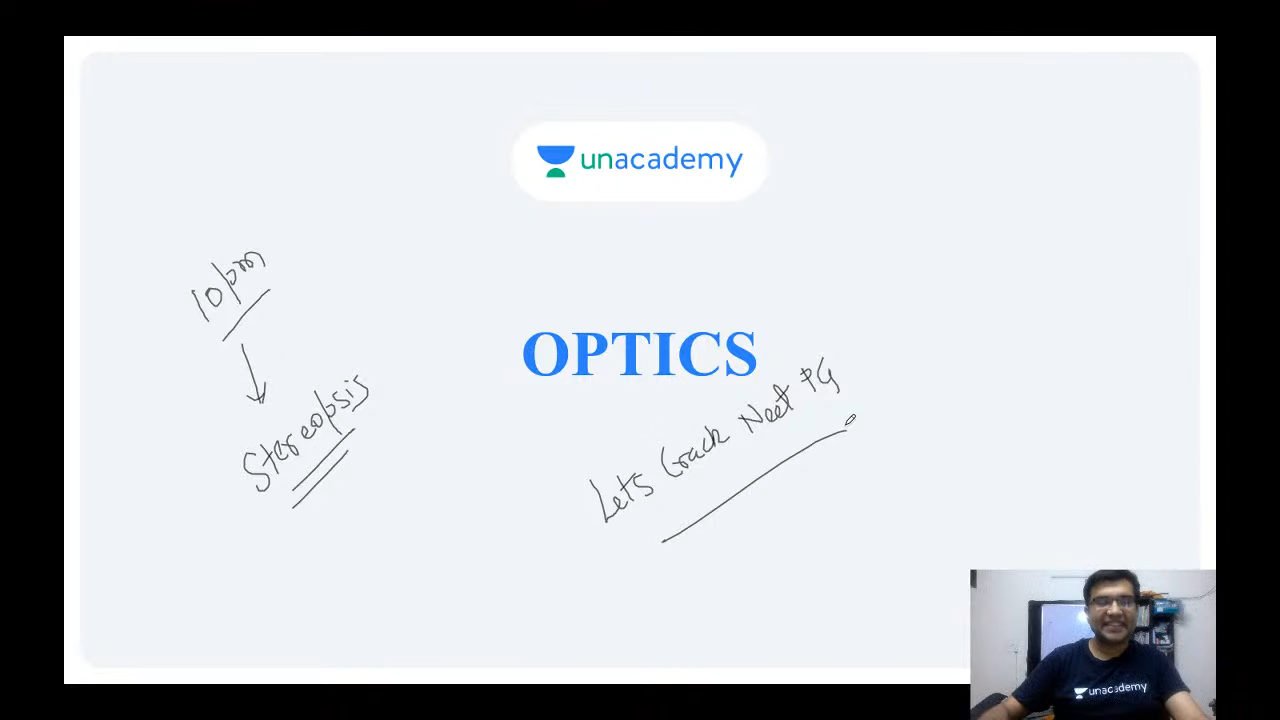 unacademy
10pm
OPTICS
Stereopsis
Lets Crack Neet PG
unacademy